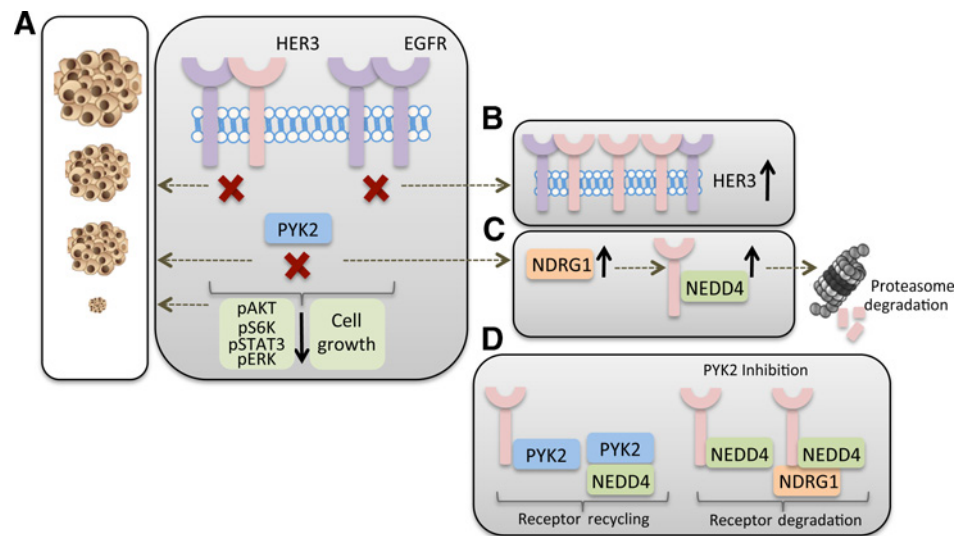 A
HER3
EGFR
PYK2
pAKT
pS6K
pSTAT3
pERK
Cell
growth
B
HER3
C
NDRG1
NEDD4
Proteasome
degradation
D
PYK2 Inhibition
PYK2
PYK2
NEDD4
NEDD4
NEDD4
NDRG1
Receptor recycling
Receptor degradation